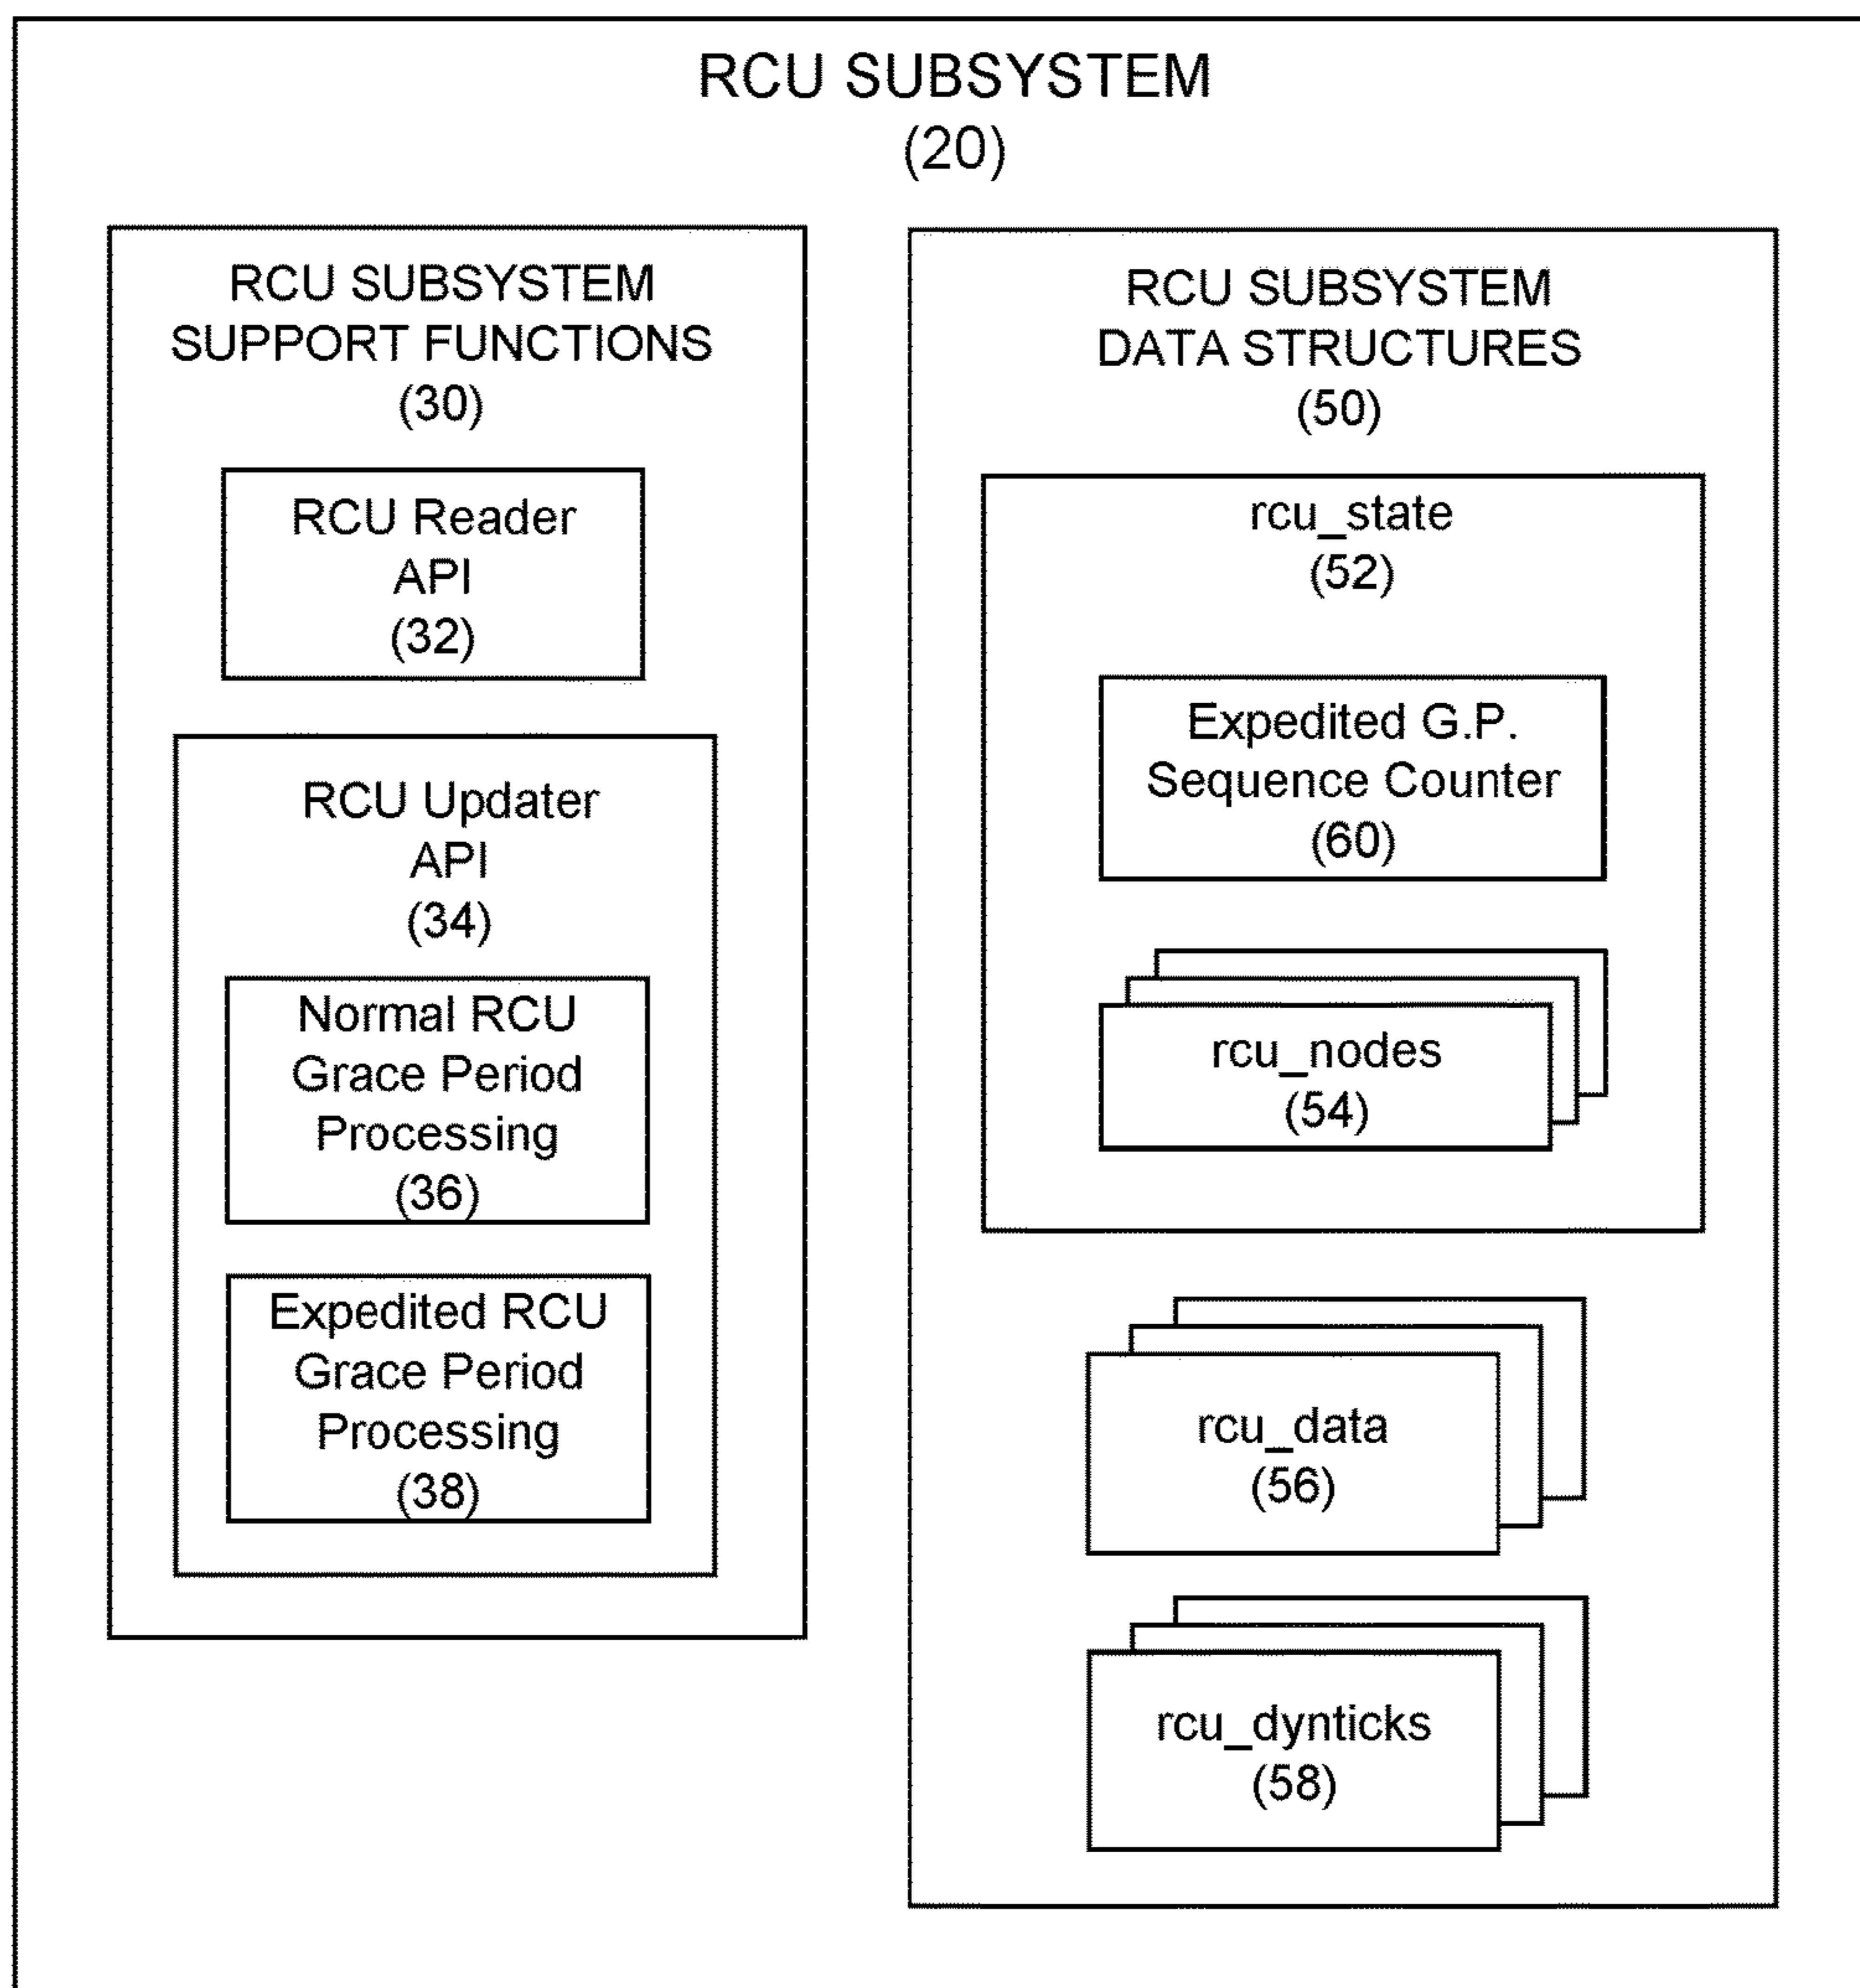 RCU SUBSYSTEM
(20)
RCU SUBSYSTEM
SUPPORT FUNCTIONS
(30)
RCU Reader
API
(32)
RCU Updater
API
(34)
Normal RCU
Grace Period
Processing
(36)
Expedited RCU
Grace Period
Processing
(38)
RCU SUBSYSTEM
DATA STRUCTURES
(50)
rcu_state
(52)
Expedited G.P.
Sequence Counter
(60)
rcu_nodes
(54)
rcu_data
(56)
rcu_dynticks
(58)